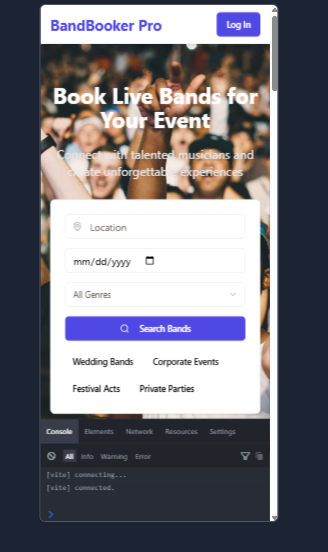 BandBooker Pro
Log In
Book Live Bands for
Your Event
Connect with talented musicians and
create unforgettable experiences
Location
mm/dd/yyyy
All Genres
Search Bands
Wedding Bands Corporate Events
Festival Acts Private Parties
Console Elements Network Resources Settings
All Info Warning Error
[vite] connecting...
[vite] connected.